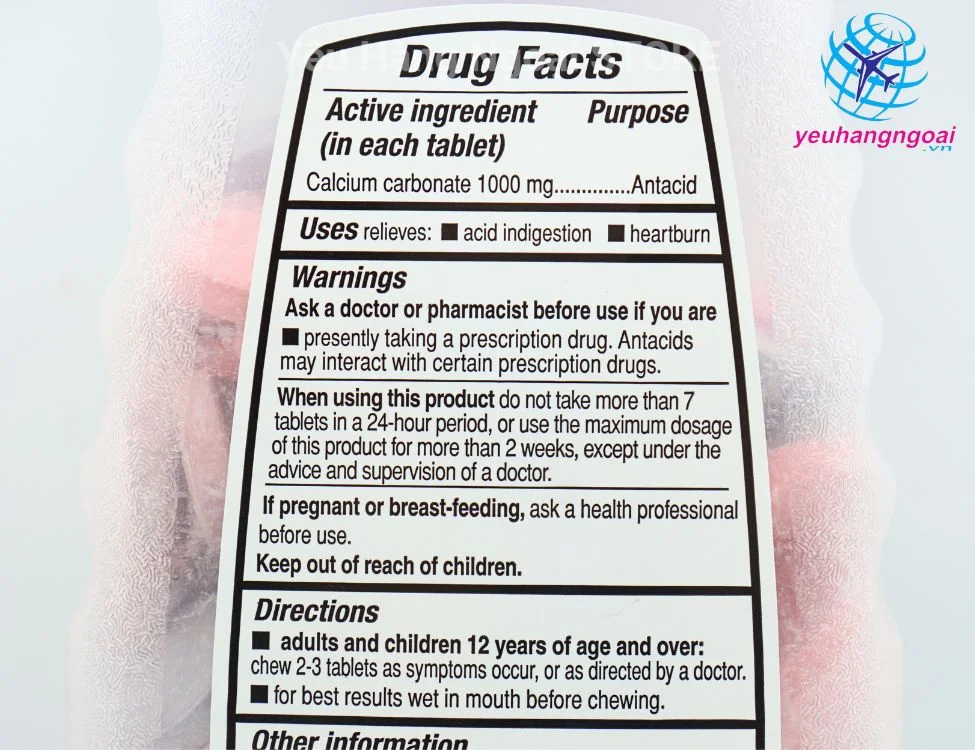 Yeu Hang Ngoai STORE
Drug Facts
Active ingredient Purpose
(in each tablet)
Calcium carbonate 1000 mg..............Antacid
Uses relieves: ■ acid indigestion ■ heartburn
Warnings
Ask a doctor or pharmacist before use if you are
■ presently taking a prescription drug. Antacids
may interact with certain prescription drugs.
When using this product do not take more than 7
tablets in a 24-hour period, or use the maximum dosage
of this product for more than 2 weeks, except under the
advice and supervision of a doctor.
If pregnant or breast-feeding, ask a health professional
before use.
Keep out of reach of children.
Directions
■ adults and children 12 years of age and over:
chew 2-3 tablets as symptoms occur, or as directed by a doctor.
■ for best results wet in mouth before chewing.
Other information
yeuhangngoai
.vn